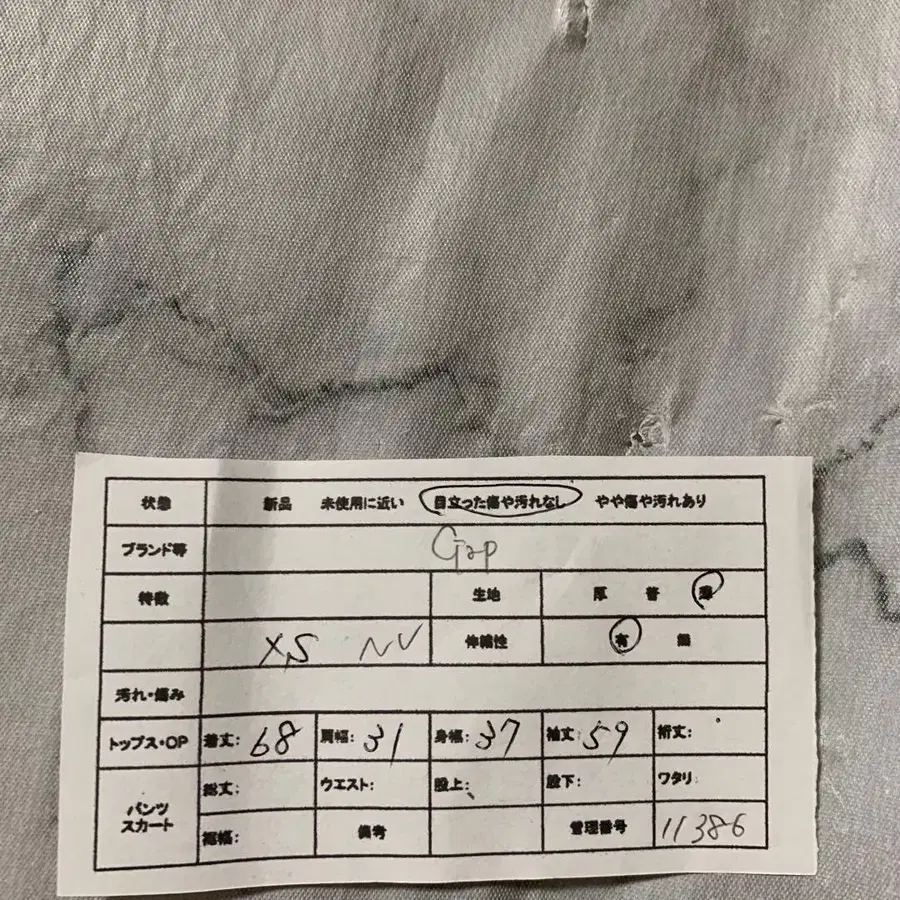 状態 新品 未使用に近い 目立った傷や汚れなし やや傷や汚れあり
ブランド等 Gap
特徴 生地 厚 普 薄
XS NV 伸縮性 有 無
汚れ・傷み
トップス・OP 着丈: 68 肩幅: 31 身幅: 37 袖丈: 59 裄丈:
パンツ スカート 総丈: ウエスト: 股上: 股下: ワタリ:
裾幅: 備考 管理番号 11386